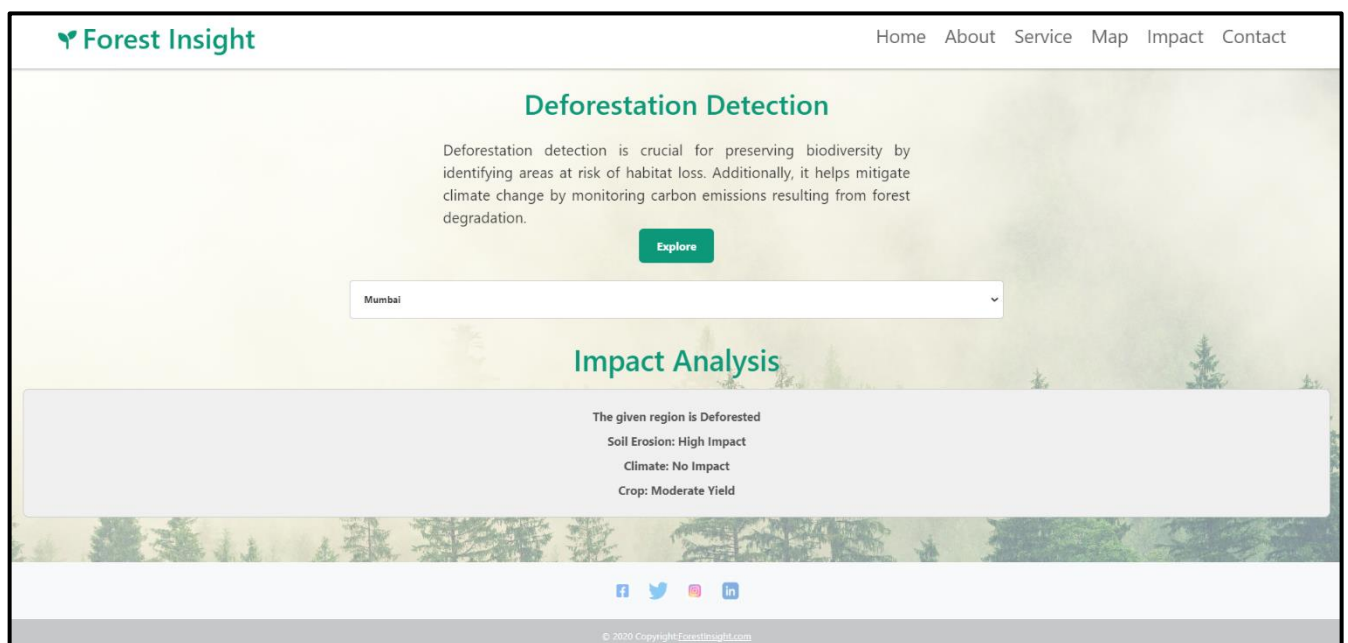 Forest Insight
Home About Service Map Impact Contact
Deforestation Detection
Deforestation detection is crucial for preserving biodiversity by
identifying areas at risk of habitat loss. Additionally, it helps mitigate
climate change by monitoring carbon emissions resulting from forest
degradation.
Explore
Mumbai
Impact Analysis
The given region is Deforested
Soil Erosion: High Impact
Climate: No Impact
Crop: Moderate Yield
© 2020 Copyright:ForestInsight.com